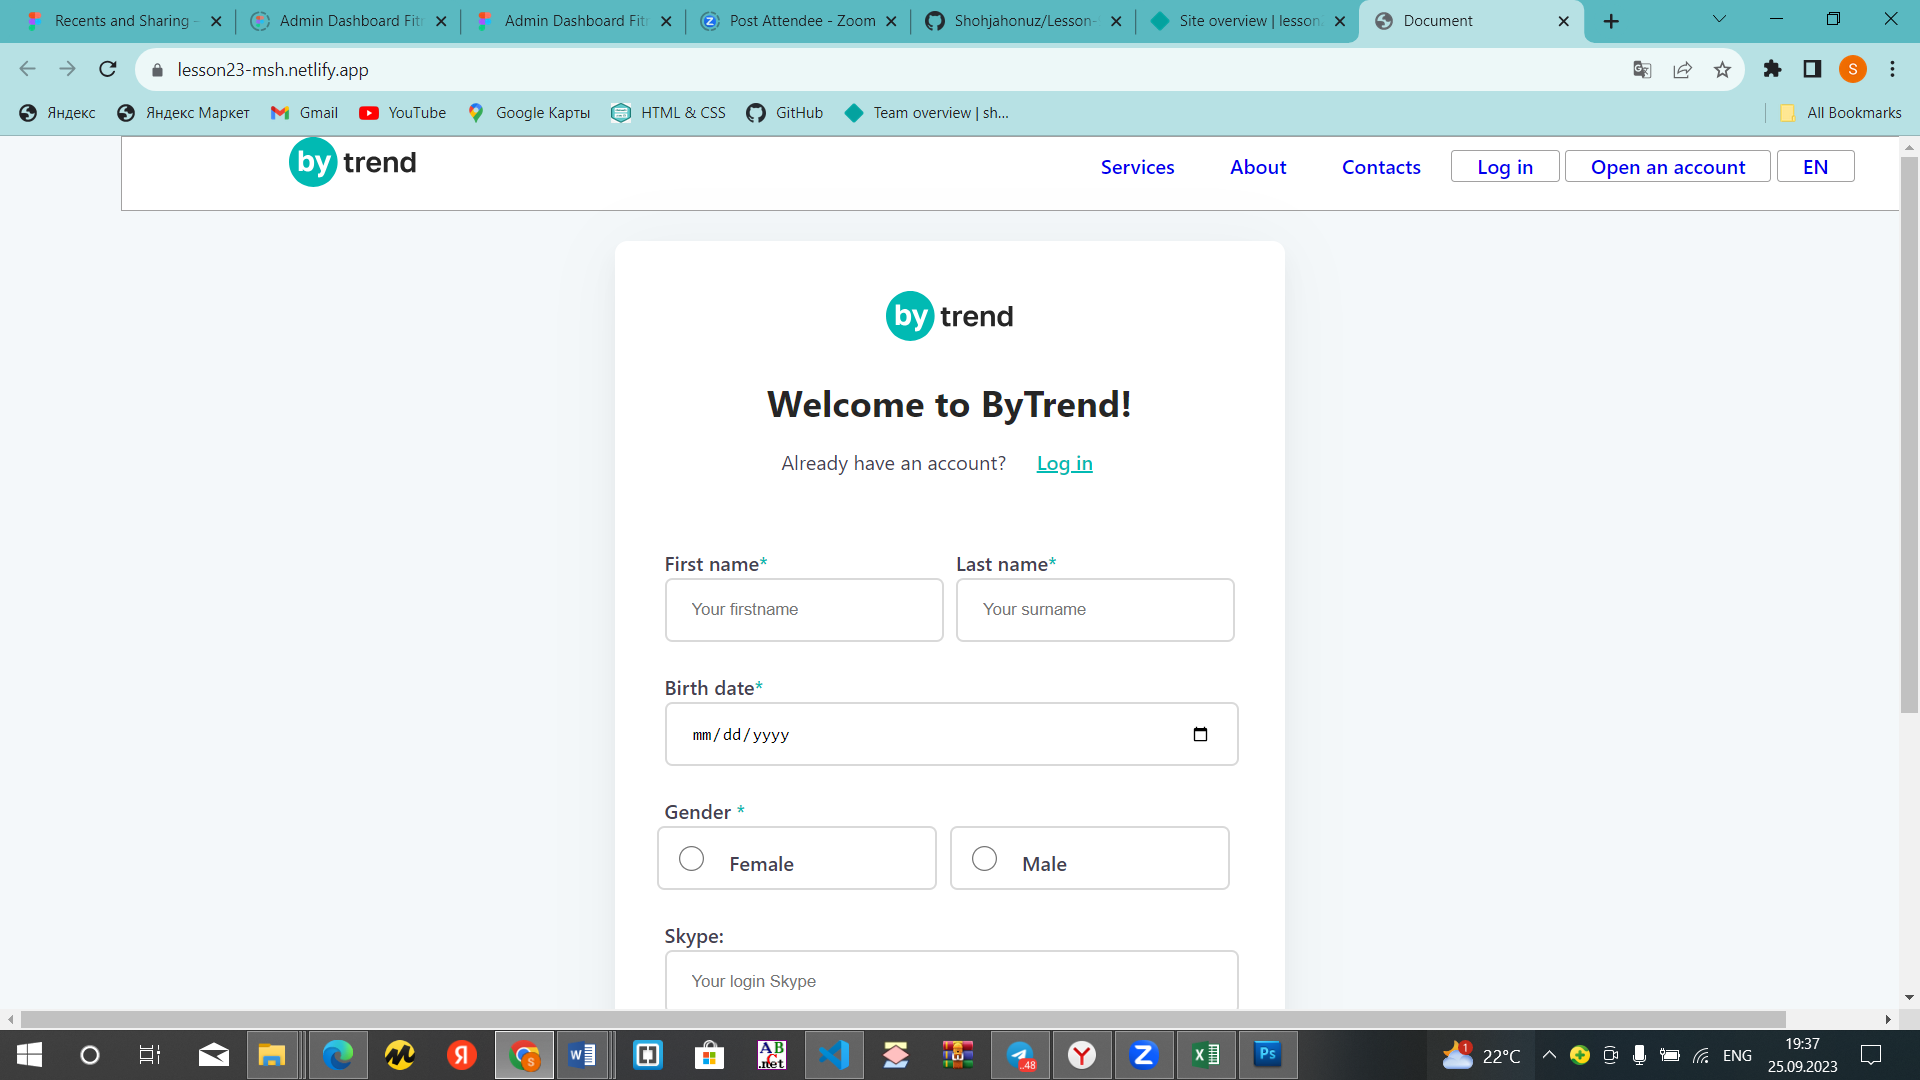 Recents and Sharing –
Admin Dashboard Fitn
Admin Dashboard Fitn
Post Attendee - Zoom
Shohjahonuz/Lesson-
Site overview | lesson2
Document
lesson23-msh.netlify.app
S
Яндекс
Яндекс Маркет
Gmail
YouTube
Google Карты
HTML & CSS
GitHub
Team overview | sh...
All Bookmarks
by trend
Services
About
Contacts
Log in
Open an account
EN
by trend
Welcome to ByTrend!
Already have an account? Log in
First name*
Last name*
Your firstname
Your surname
Birth date*
mm/dd/yyyy
Gender *
Female
Male
Skype:
Your login Skype
22°C
ENG
19:37
25.09.2023